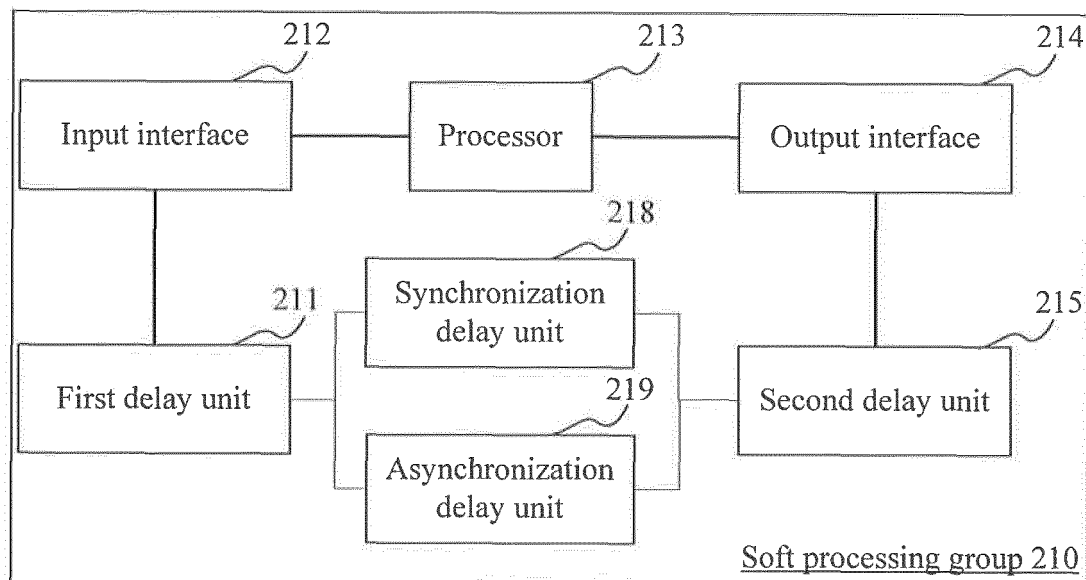 212
213
214
Input interface
Processor
Output interface
218
Synchronization
delay unit
211
215
First delay unit
Second delay unit
219
Asynchronization
delay unit
Soft processing group 210